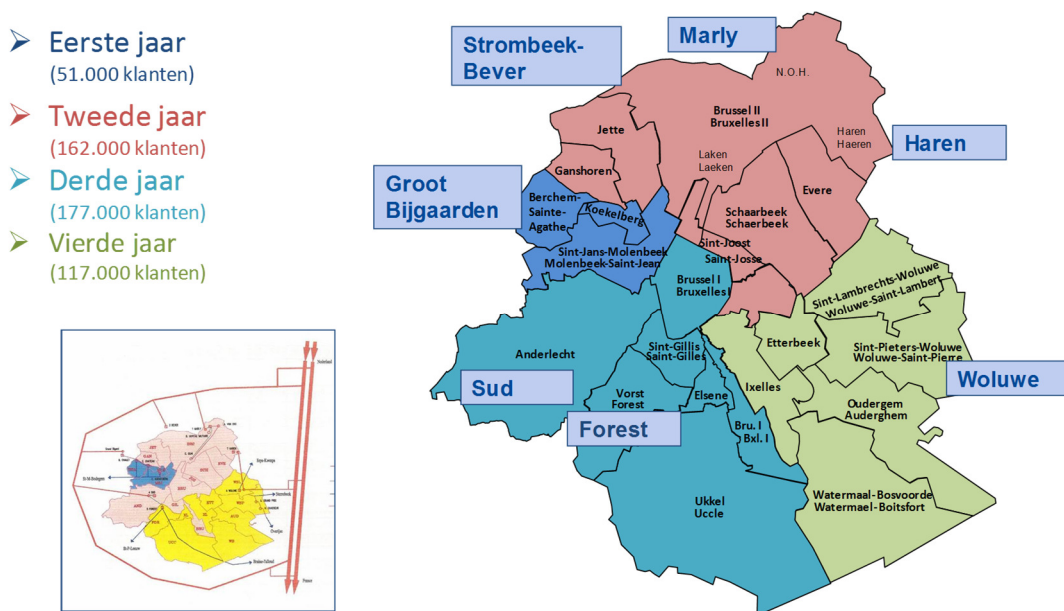 Eerste jaar
(51.000 klanten)
Tweede jaar
(162.000 klanten)
Derde jaar
(177.000 klanten)
Vierde jaar
(117.000 klanten)
Marly
Strombeek-
Bever
N.O.H.
Brussel II
Bruxelles II
Jette
Haren
Haeren
Haren
Laken
Laeken
Ganshoren
Evere
Groot
Bijgaarden
Berchem-
Sainte-
Agathe
Koekelberg
Schaarbeek
Schaerbeek
Sint-Jans-Molenbeek
Molenbeek-Saint-Jean
Sint-Joost
Saint-Josse
Brussel I
Bruxelles I
Sint-Lambrechts-Woluwe
Woluwe-Saint-Lambert
Anderlecht
Sint-Gillis
Saint-Gilles
Etterbeek
Sint-Pieters-Woluwe
Woluwe-Saint-Pierre
Sud
Vorst
Forest
Elsene
Ixelles
Woluwe
Oudergem
Auderghem
Forest
Bru. I
Bxl. I
Ukkel
Uccle
Watermaal-Bosvoorde
Watermael-Boitsfort